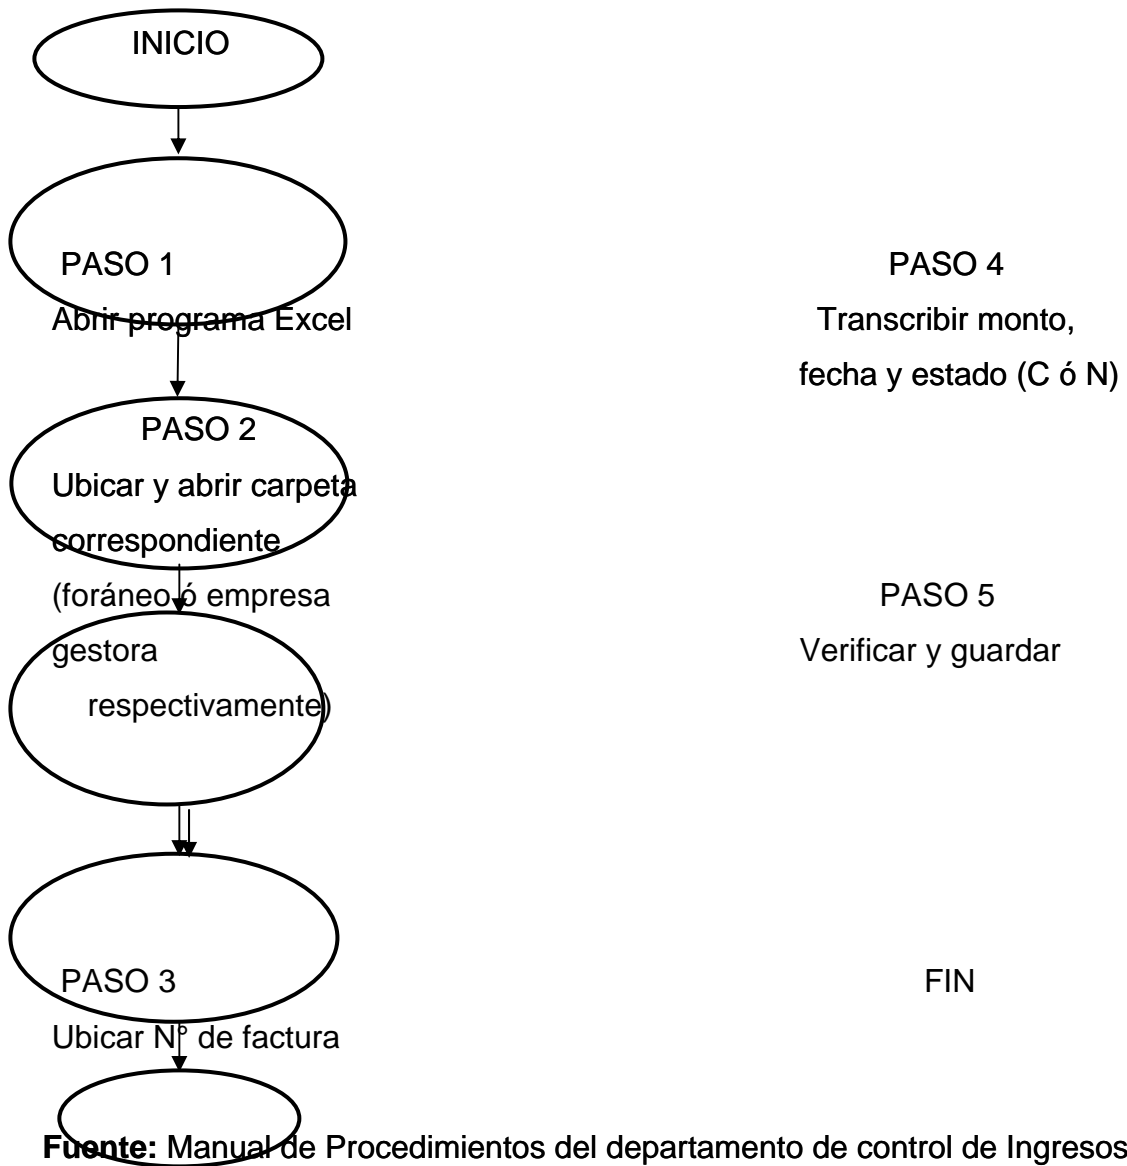 INICIO
PASO 1
Abrir programa Excel
PASO 2
Ubicar y abrir carpeta
correspondiente
(foráneo ó empresa
gestora
respectivamente)
PASO 3
Ubicar N° de factura
PASO 4
Transcribir monto,
fecha y estado (C ó N)
PASO 5
Verificar y guardar
FIN
Fuente: Manual de Procedimientos del departamento de control de Ingresos